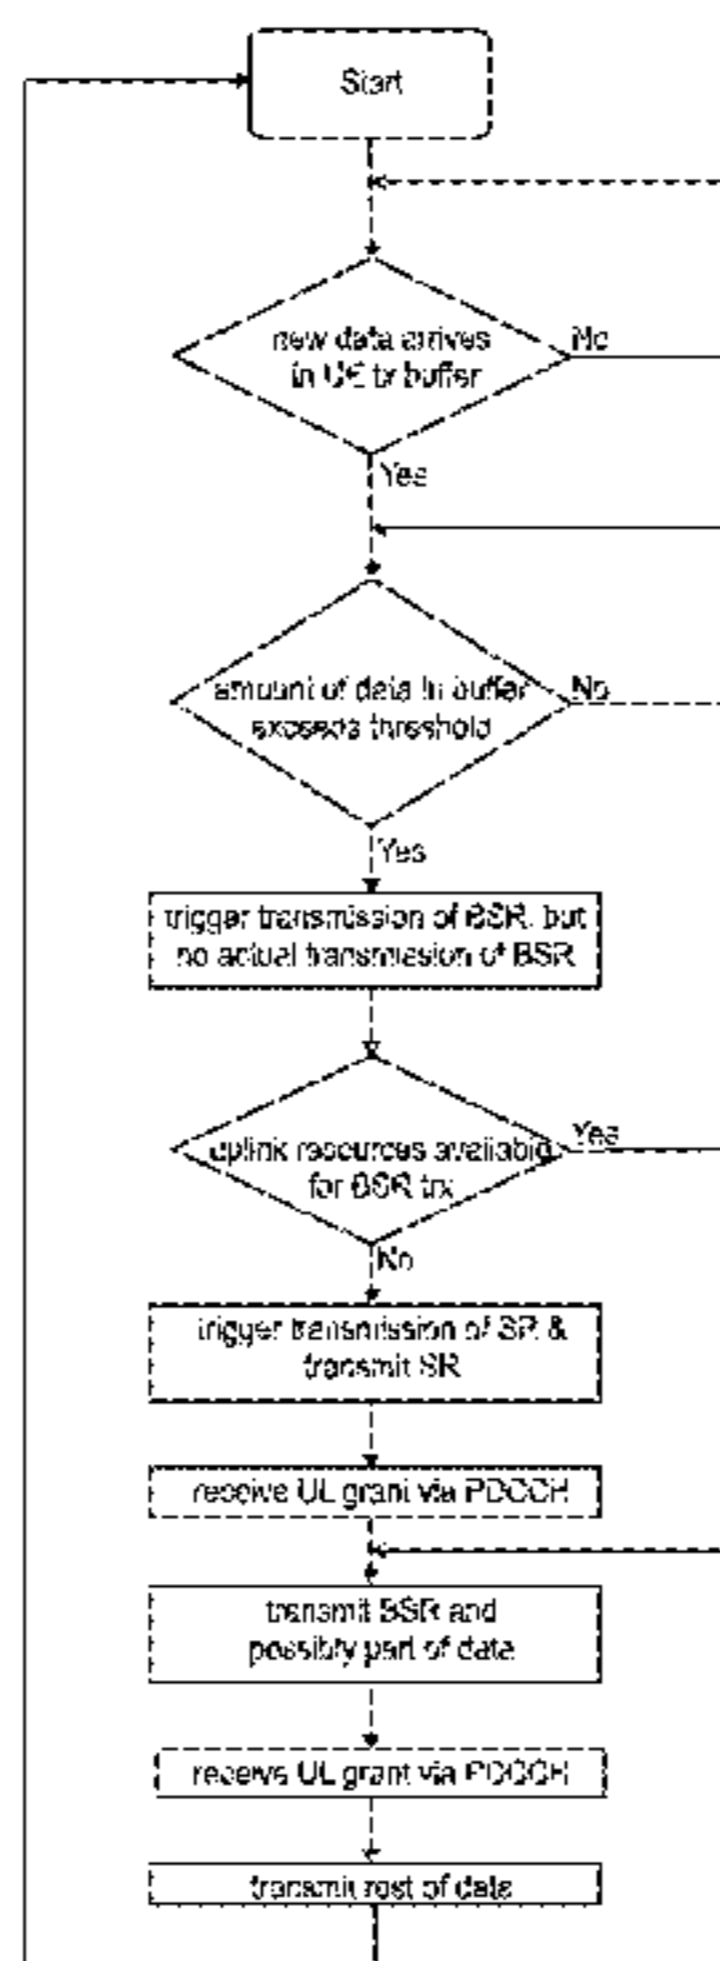 Start
new data arrives
No
in UE tx buffer
Yes
amount of data in buffer
No
exceeds threshold
Yes
trigger transmission of BSR, but
no actual transmission of BSR
Yes
uplink resources available
for BSR trx
No
trigger transmission of SR &
transmit SR
receive UL grant via PDCCH
transmit BSR and
possibly part of data
receive UL grant via PDCCH
transmit rest of data